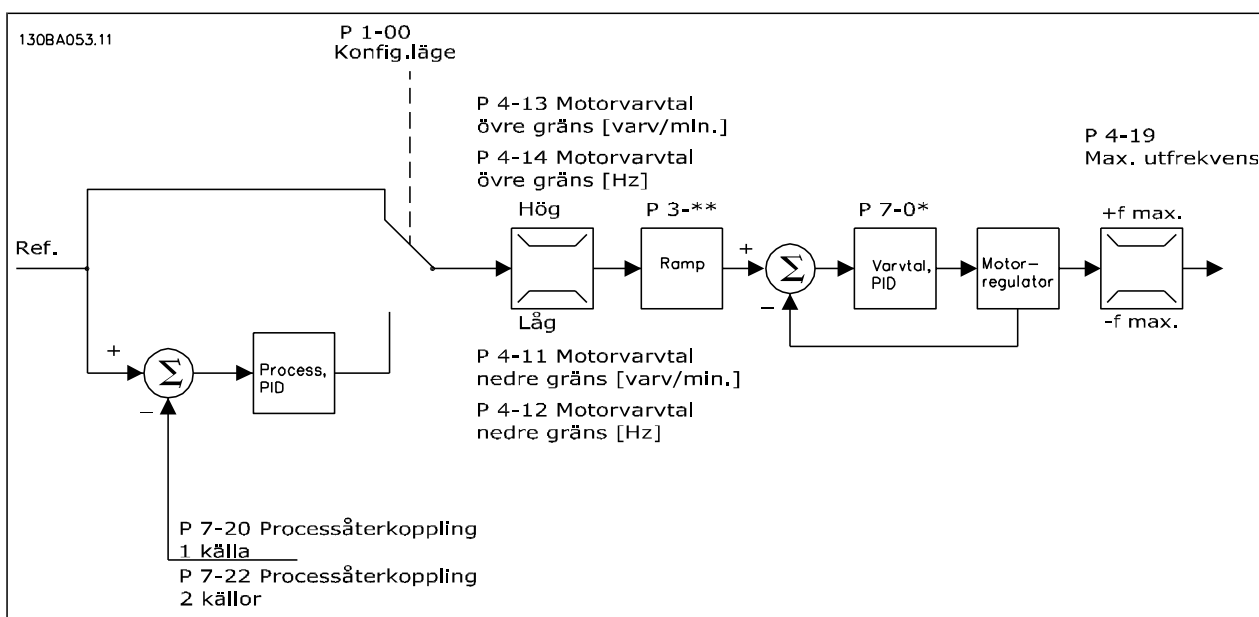 130BA053.11
P 1-00
Konfig.läge
P 4-13 Motorvarvtal
övre gräns [varv/mln.]
P 4-14 Motorvarvtal
övre gräns [Hz]
P 4-19
Max. utfrekvens
Hög
P 3-**
P 7-0*
+f max.
Ref.
+
Ramp
Σ
Varvtal,
PID
Motor-
regulator
−
Låg
-f max.
+
Σ
Process,
PID
−
P 4-11 Motorvarvtal
nedre gräns [varv/min.]
P 4-12 Motorvarvtal
nedre gräns [Hz]
P 7-20 Processåterkoppling
1 källa
P 7-22 Processåterkoppling
2 källor